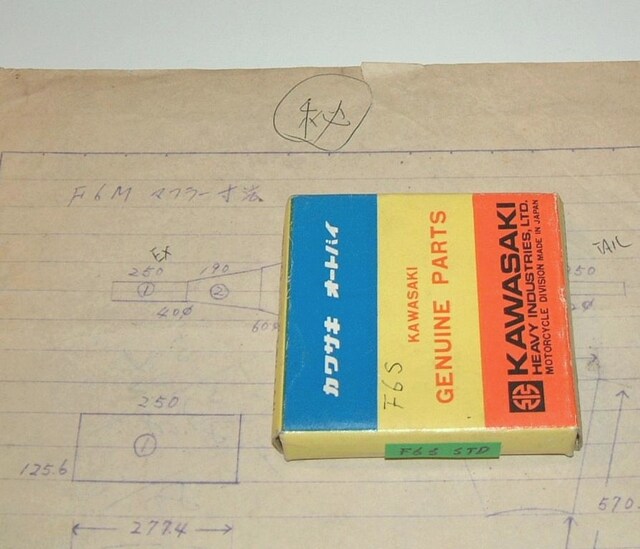 秘
F6M マフラー寸法
EX
TAIL
250
190
①
②
40φ
60
50
250
①
125.6
277.4
570
カワサキ オートバイ
F6S
KAWASAKI
GENUINE PARTS
KAWASAKI
HEAVY INDUSTRIES, LTD.
MOTORCYCLE DIVISION MADE IN JAPAN
F6S STD